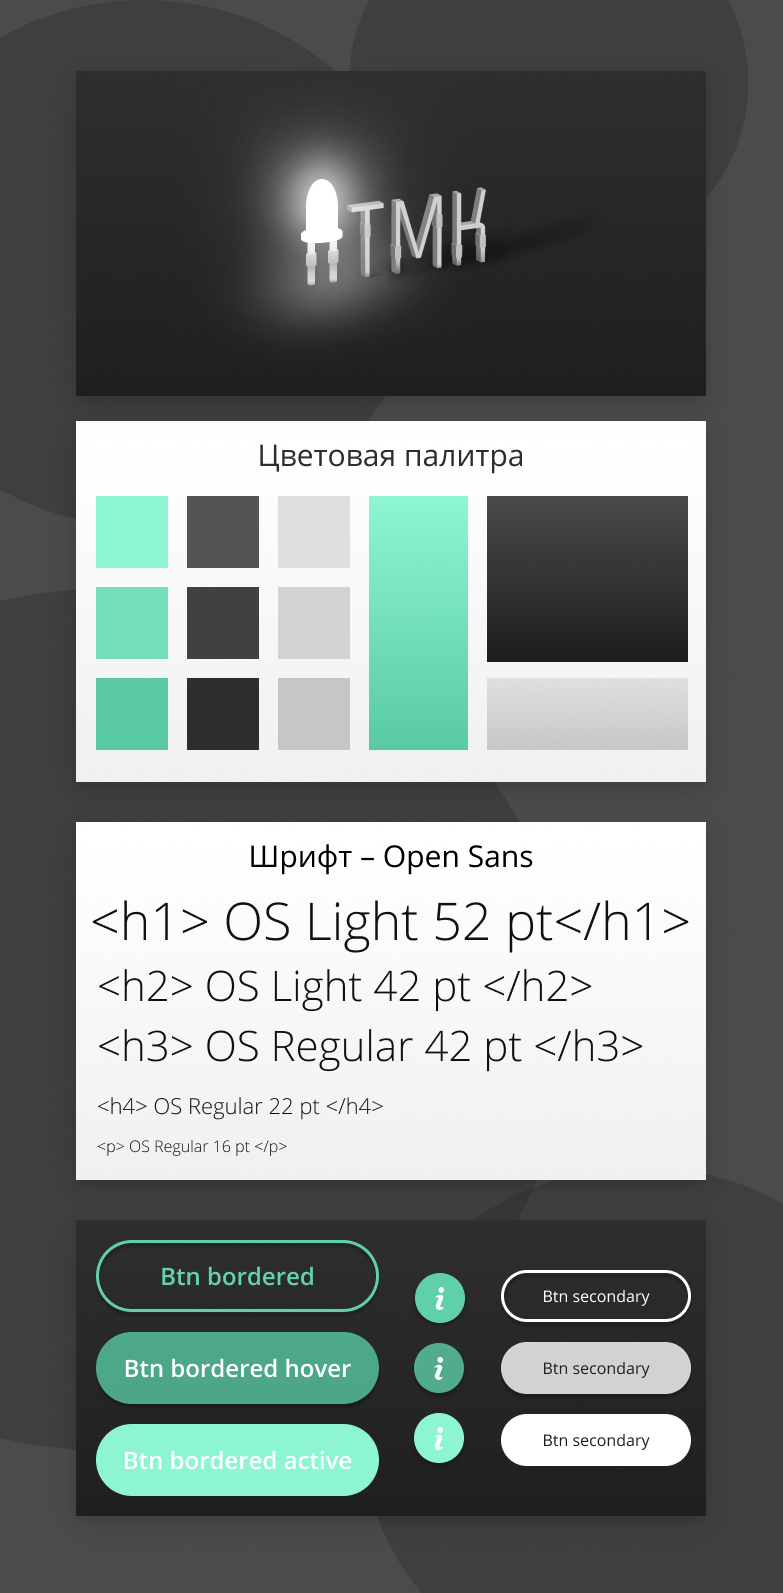 ТМК
Цветовая палитра
Шрифт – Open Sans
<h1> OS Light 52 pt</h1>
<h2> OS Light 42 pt </h2>
<h3> OS Regular 42 pt </h3>
<h4> OS Regular 22 pt </h4>
<p> OS Regular 16 pt </p>
Btn bordered
i
Btn secondary
Btn bordered hover
i
Btn secondary
Btn bordered active
i
Btn secondary